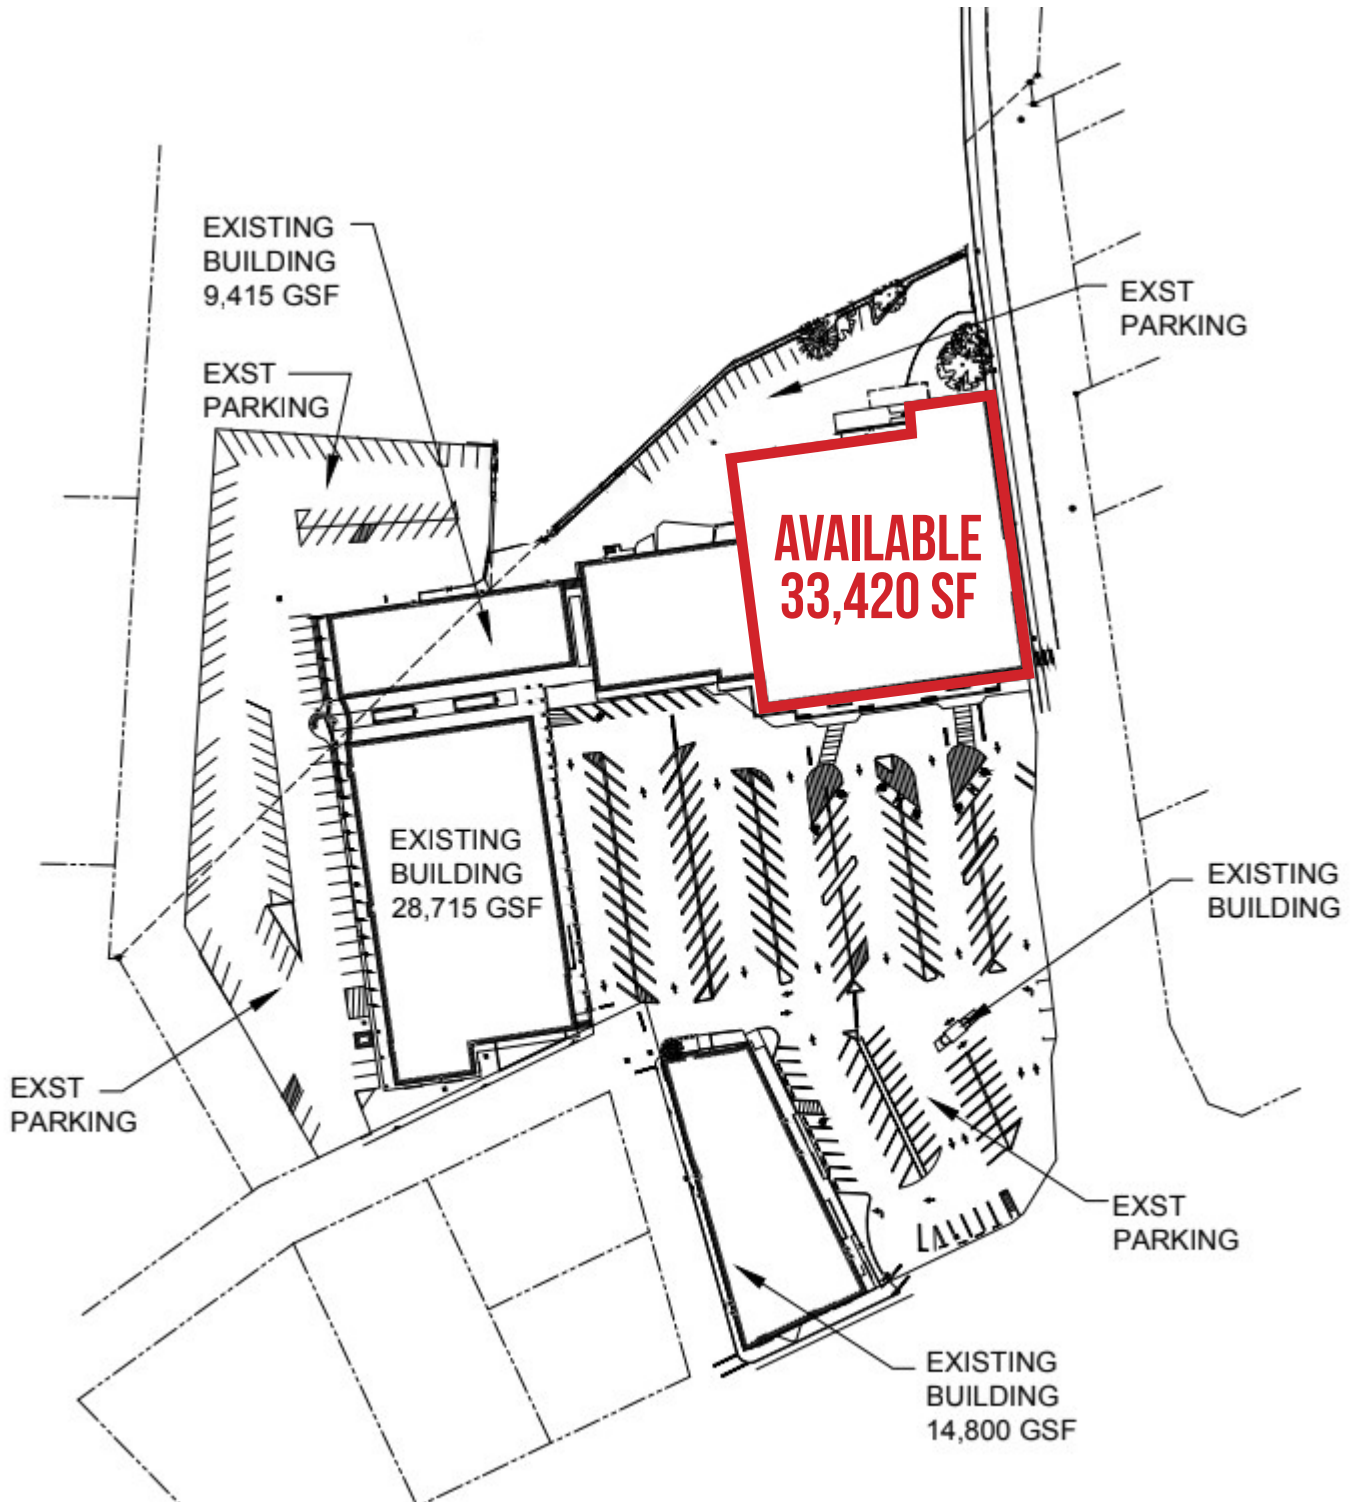 EXISTING
BUILDING
9,415 GSF
EXST
PARKING
EXST
PARKING
AVAILABLE
33,420 SF
EXISTING
BUILDING
28,715 GSF
EXISTING
BUILDING
EXST
PARKING
EXST
PARKING
EXISTING
BUILDING
14,800 GSF